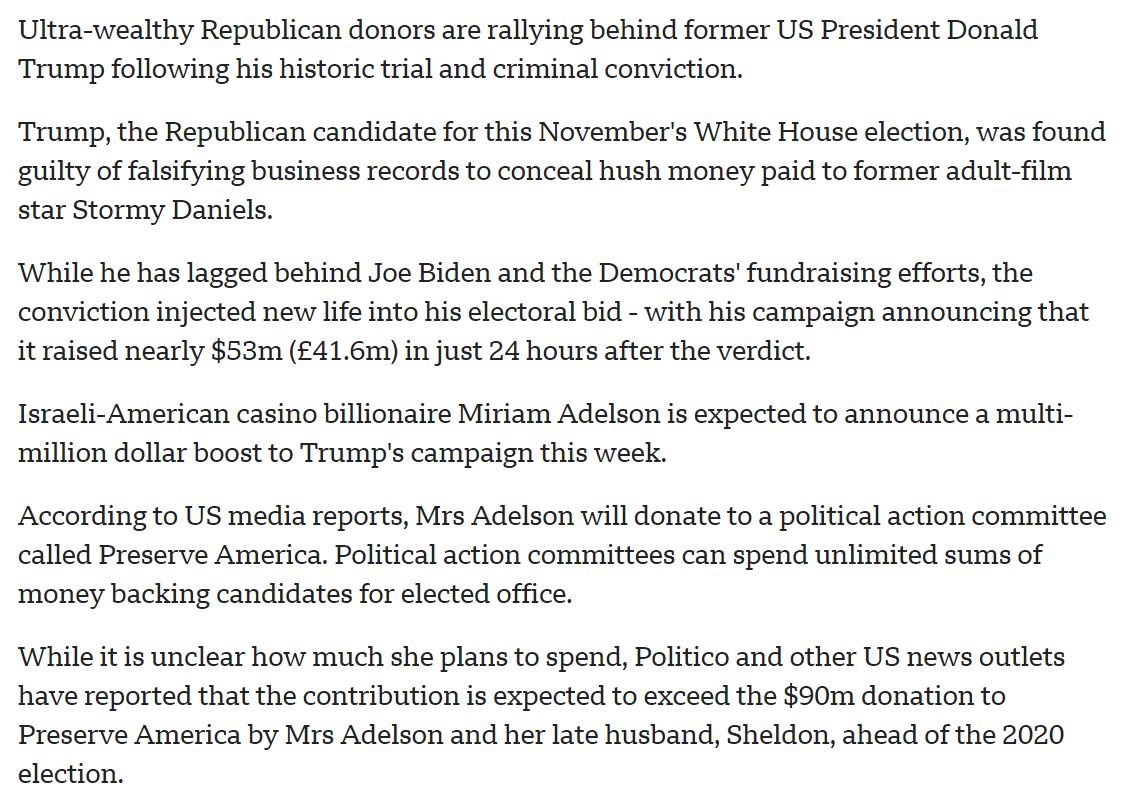 Ultra-wealthy Republican donors are rallying behind former US President Donald
Trump following his historic trial and criminal conviction.
Trump, the Republican candidate for this November's White House election, was found
guilty of falsifying business records to conceal hush money paid to former adult-film
star Stormy Daniels.
While he has lagged behind Joe Biden and the Democrats' fundraising efforts, the
conviction injected new life into his electoral bid - with his campaign announcing that
it raised nearly $53m (£41.6m) in just 24 hours after the verdict.
Israeli-American casino billionaire Miriam Adelson is expected to announce a multi-
million dollar boost to Trump's campaign this week.
According to US media reports, Mrs Adelson will donate to a political action committee
called Preserve America. Political action committees can spend unlimited sums of
money backing candidates for elected office.
While it is unclear how much she plans to spend, Politico and other US news outlets
have reported that the contribution is expected to exceed the $90m donation to
Preserve America by Mrs Adelson and her late husband, Sheldon, ahead of the 2020
election.